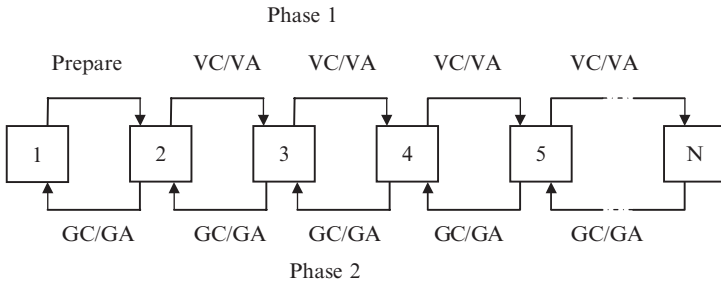 Phase 1
Prepare VC/VA VC/VA VC/VA VC/VA
1 2 3 4 5 N
GC/GA GC/GA GC/GA GC/GA GC/GA
Phase 2